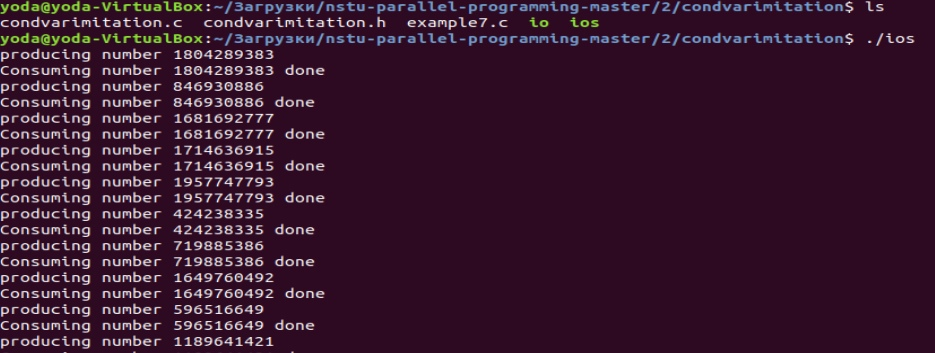 yoda@yoda-VirtualBox:~/Загрузки/nstu-parallel-programming-master/2/condvarimitation$ ls
condvarimitation.c  condvarimitation.h  example7.c  io  ios
yoda@yoda-VirtualBox:~/Загрузки/nstu-parallel-programming-master/2/condvarimitation$ ./ios
producing number 1804289383
Consuming number 1804289383 done
producing number 846930886
Consuming number 846930886 done
producing number 1681692777
Consuming number 1681692777 done
producing number 1714636915
Consuming number 1714636915 done
producing number 1957747793
Consuming number 1957747793 done
producing number 424238335
Consuming number 424238335 done
producing number 719885386
Consuming number 719885386 done
producing number 1649760492
Consuming number 1649760492 done
producing number 596516649
Consuming number 596516649 done
producing number 1189641421